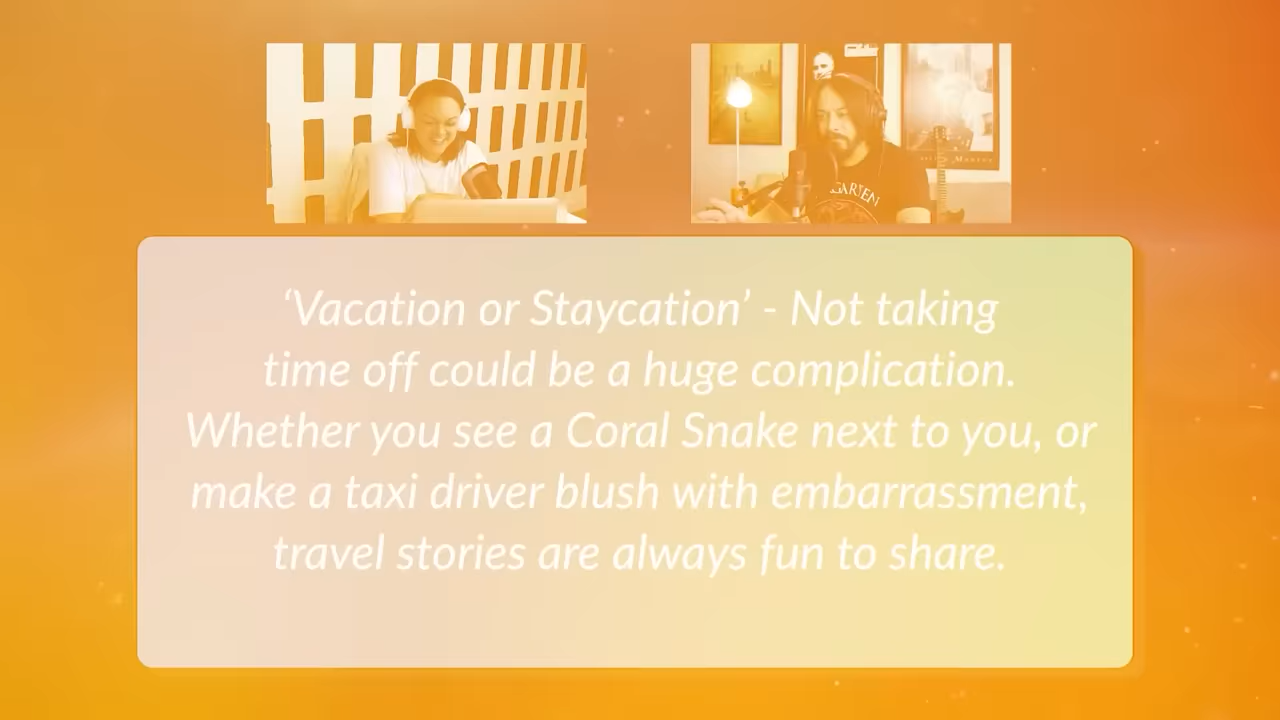 GARTEN
‘Vacation or Staycation’ - Not taking
time off could be a huge complication.
Whether you see a Coral Snake next to you, or
make a taxi driver blush with embarrassment,
travel stories are always fun to share.